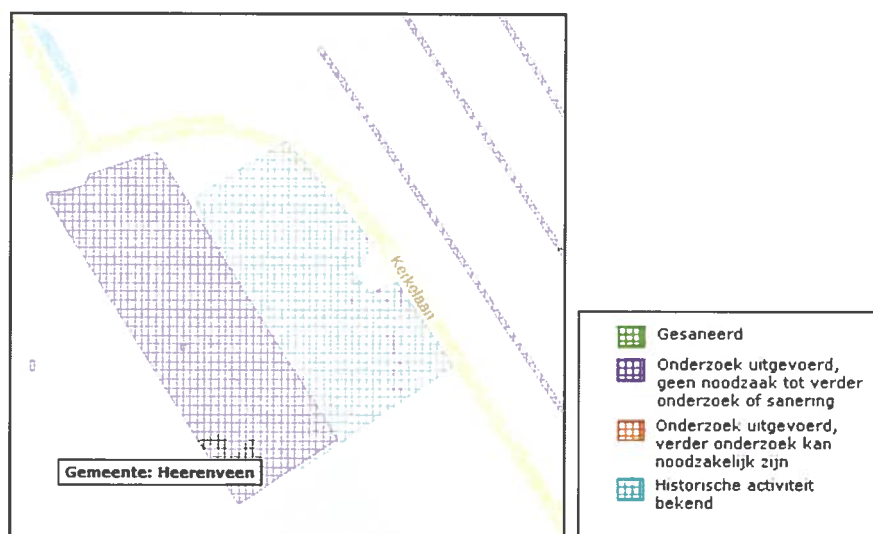 Kerkolaan
Gemeente: Heerenveen
Gesaneerd
Onderzoek uitgevoerd,
geen noodzaak tot verder
onderzoek of sanering
Onderzoek uitgevoerd,
verder onderzoek kan
noodzakelijk zijn
Historische activiteit
bekend